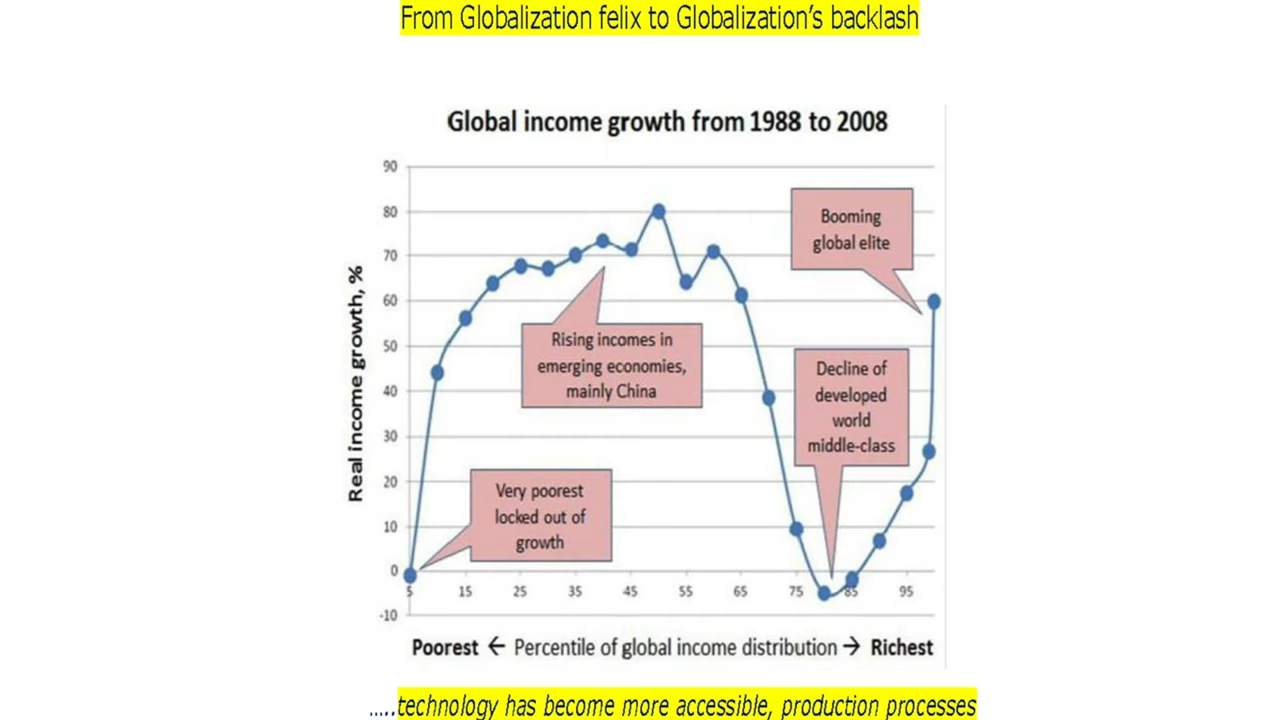 From Globalization felix to Globalization's backlash
Global income growth from 1988 to 2008
90
80
70
60
50
40
30
20
10
0
-10
Real income growth, %
Booming
global elite
Rising incomes in
emerging economies,
mainly China
Decline of
developed
world
middle-class
Very poorest
locked out of
growth
5 15 25 35 45 55 65 75 85 95
Poorest ← Percentile of global income distribution → Richest
.....technology has become more accessible, production processes